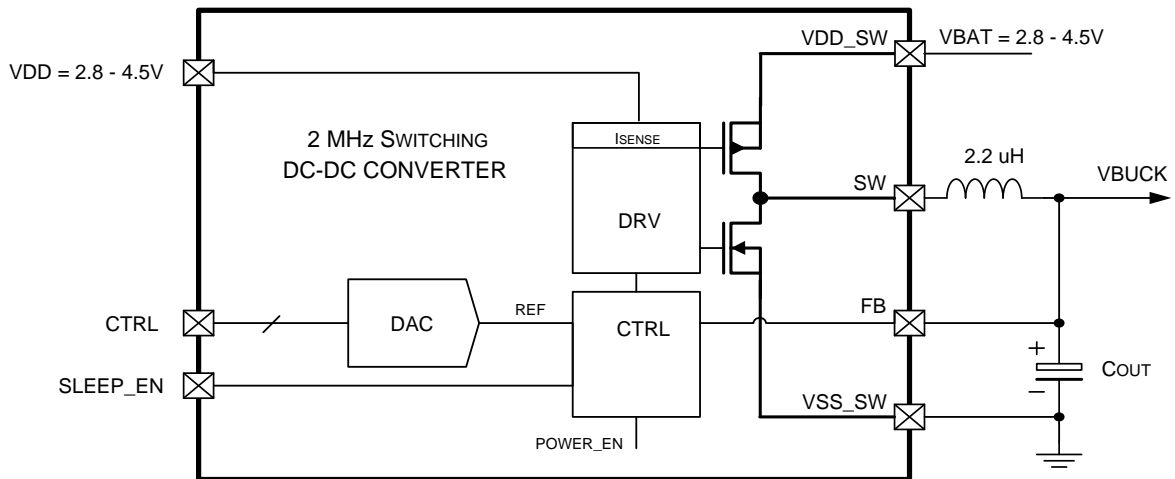 VDD_SW
VBAT = 2.8 - 4.5V
VDD = 2.8 - 4.5V
2 MHz SWITCHING
DC-DC CONVERTER
ISENSE
DRV
SW
2.2 uH
VBUCK
CTRL
DAC
REF
CTRL
FB
SLEEP_EN
+
COUT
–
VSS_SW
POWER_EN